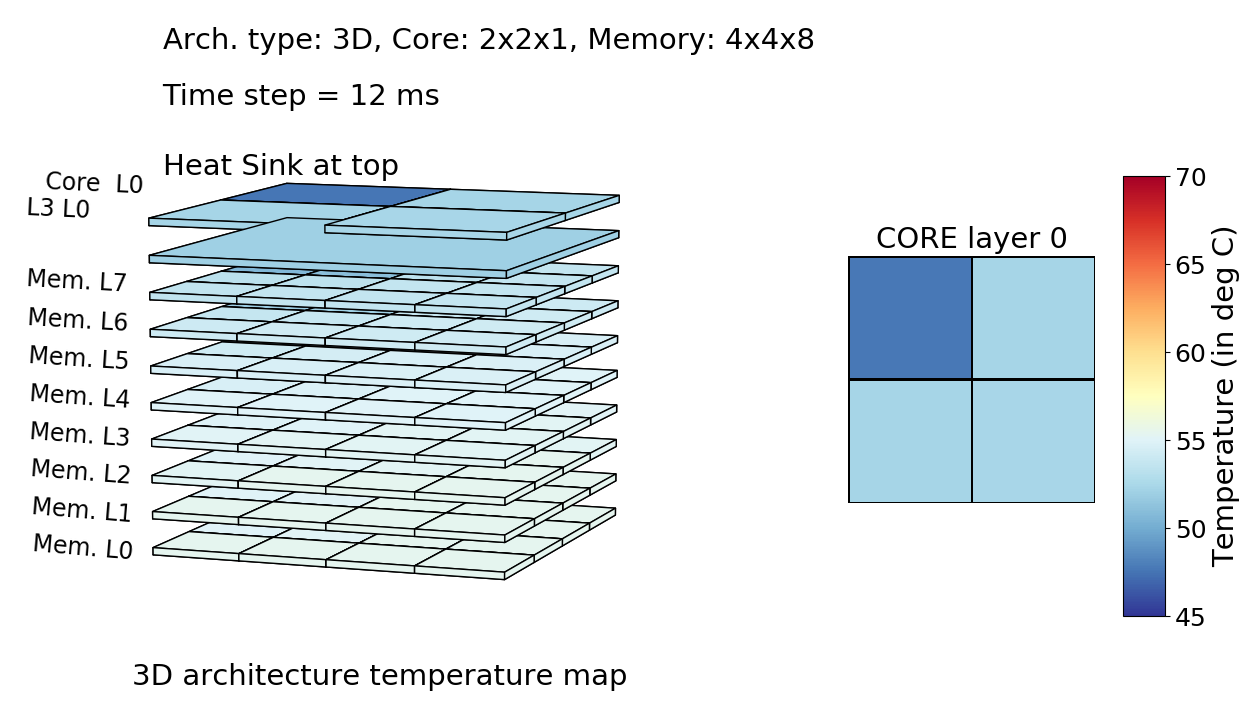 Arch. type: 3D, Core: 2x2x1, Memory: 4x4x8
Time step = 12 ms
Heat Sink at top
Core  L0
L3 L0
Mem. L7
Mem. L6
Mem. L5
Mem. L4
Mem. L3
Mem. L2
Mem. L1
Mem. L0
3D architecture temperature map
CORE layer 0
70
65
60
55
50
45
Temperature (in deg C)